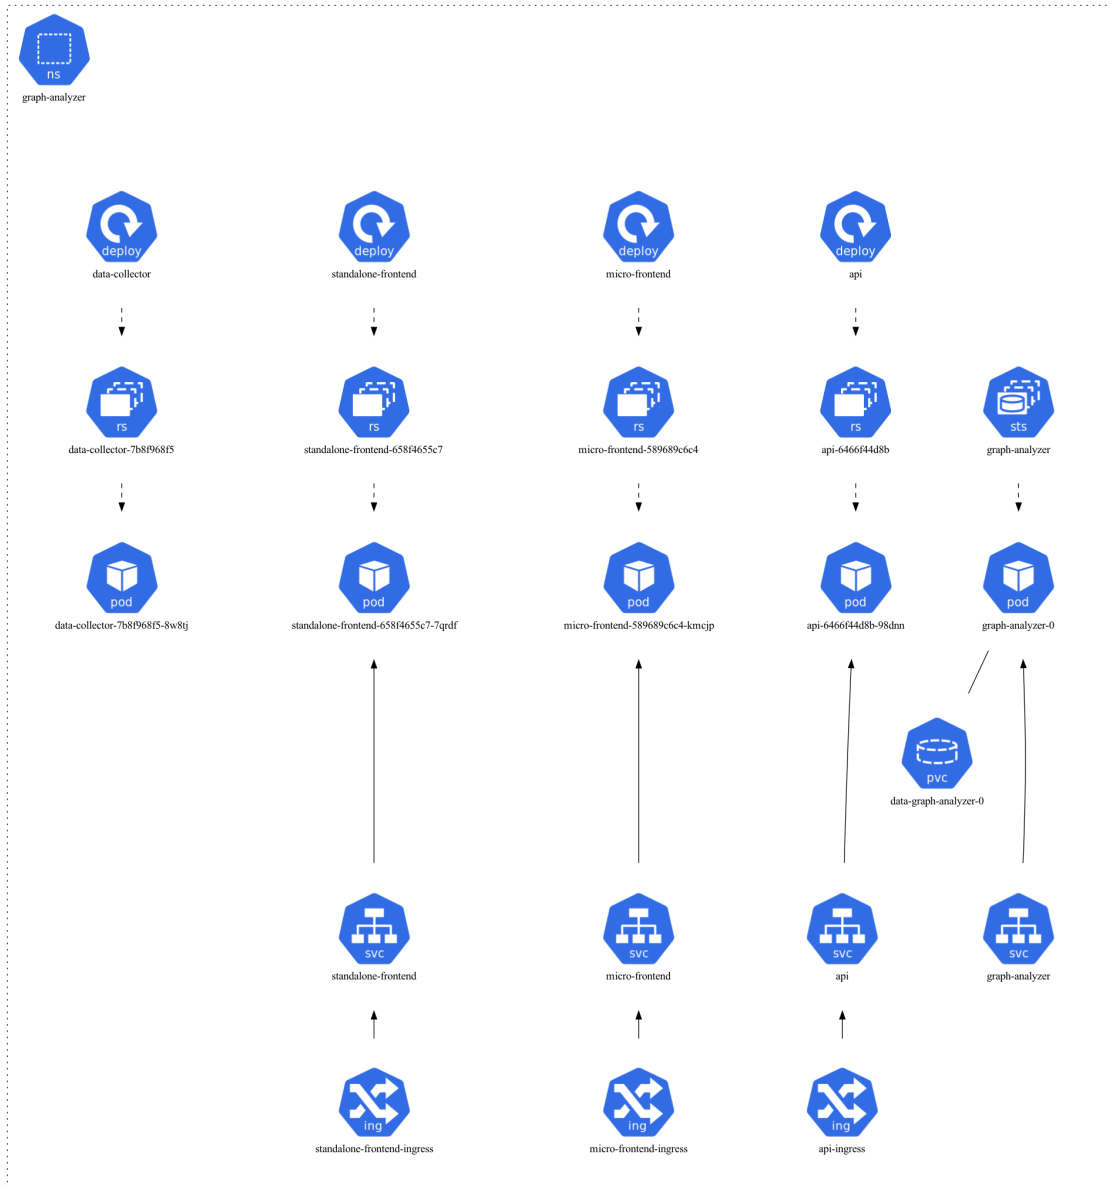 ns
graph-analyzer
deploy
data-collector
deploy
standalone-frontend
deploy
micro-frontend
deploy
api
rs
data-collector-7b8f968f5
rs
standalone-frontend-658f4655c7
rs
micro-frontend-589689c6c4
rs
api-6466f44d8b
sts
graph-analyzer
pod
data-collector-7b8f968f5-8w8tj
pod
standalone-frontend-658f4655c7-7qrdf
pod
micro-frontend-589689c6c4-kmcjp
pod
api-6466f44d8b-98dnn
pod
graph-analyzer-0
pvc
data-graph-analyzer-0
svc
standalone-frontend
svc
micro-frontend
svc
api
svc
graph-analyzer
ing
standalone-frontend-ingress
ing
micro-frontend-ingress
ing
api-ingress